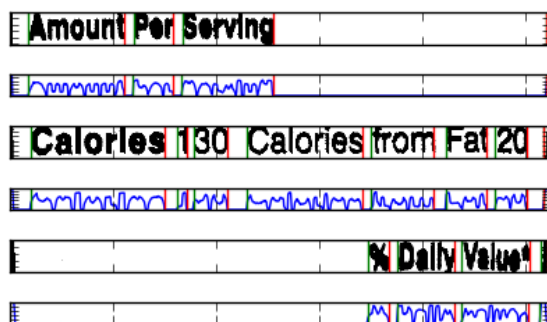 Amount Per Serving
Calories 130 Calories from Fat 20
% Daily Value*